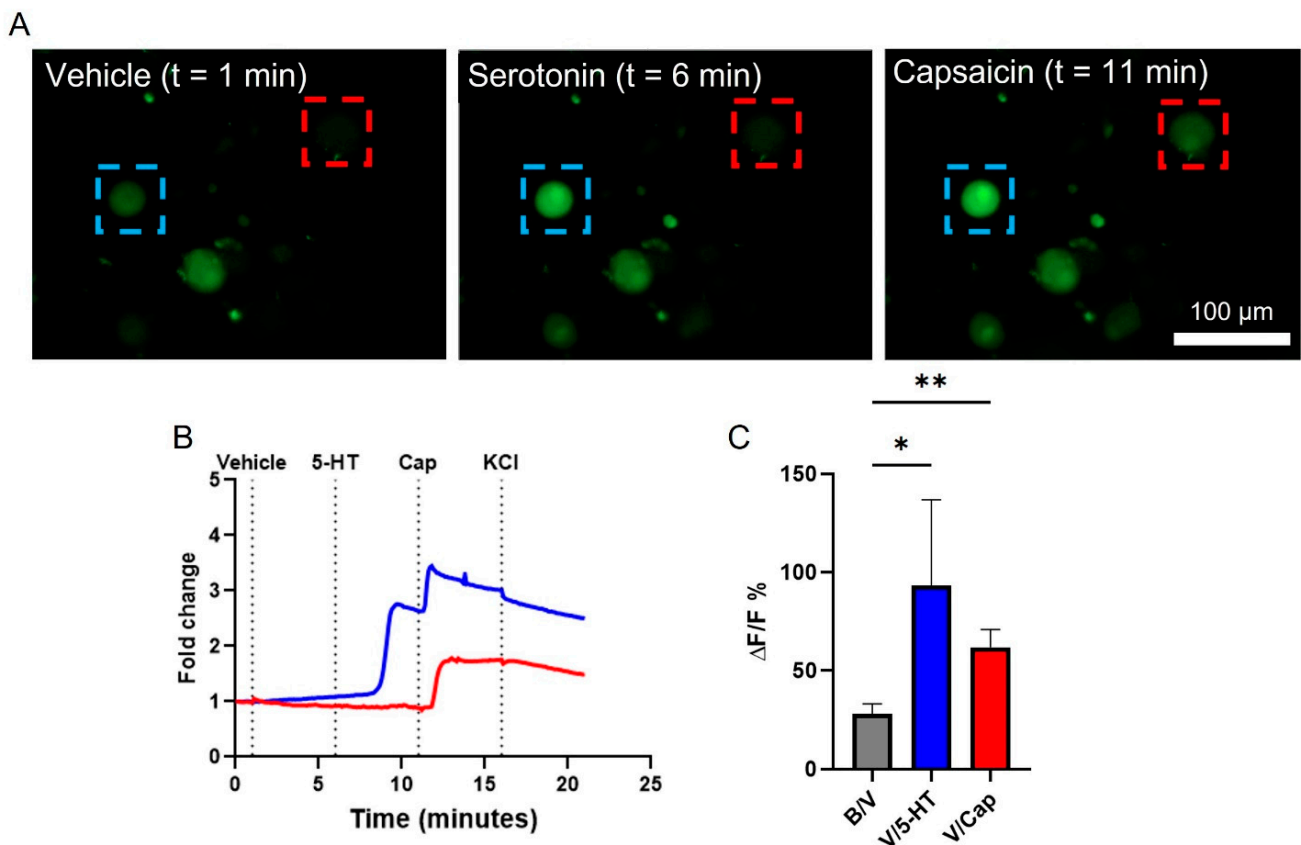 A
Vehicle (t = 1 min)
Serotonin (t = 6 min)
Capsaicin (t = 11 min)
100 µm
B
Vehicle
5-HT
Cap
KCl
5
4
3
2
1
0
Fold change
0
5
10
15
20
25
Time (minutes)
C
**
*
150
100
50
0
ΔF/F %
B/V
V/5-HT
V/Cap